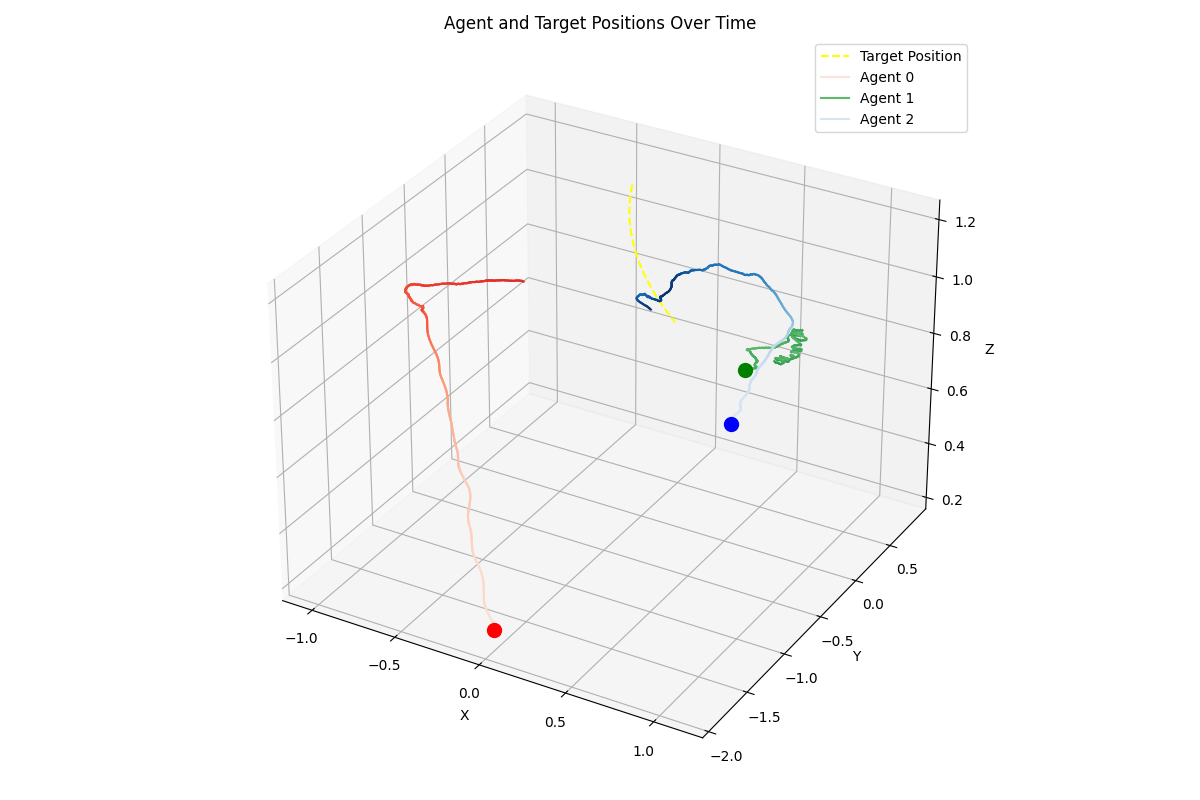 Agent and Target Positions Over Time
Target Position
Agent 0
Agent 1
Agent 2
1.2
1.0
0.8
Z
0.6
0.4
0.2
0.5
0.0
−0.5
Y
−1.0
−1.5
−2.0
−1.0
−0.5
0.0
X
0.5
1.0